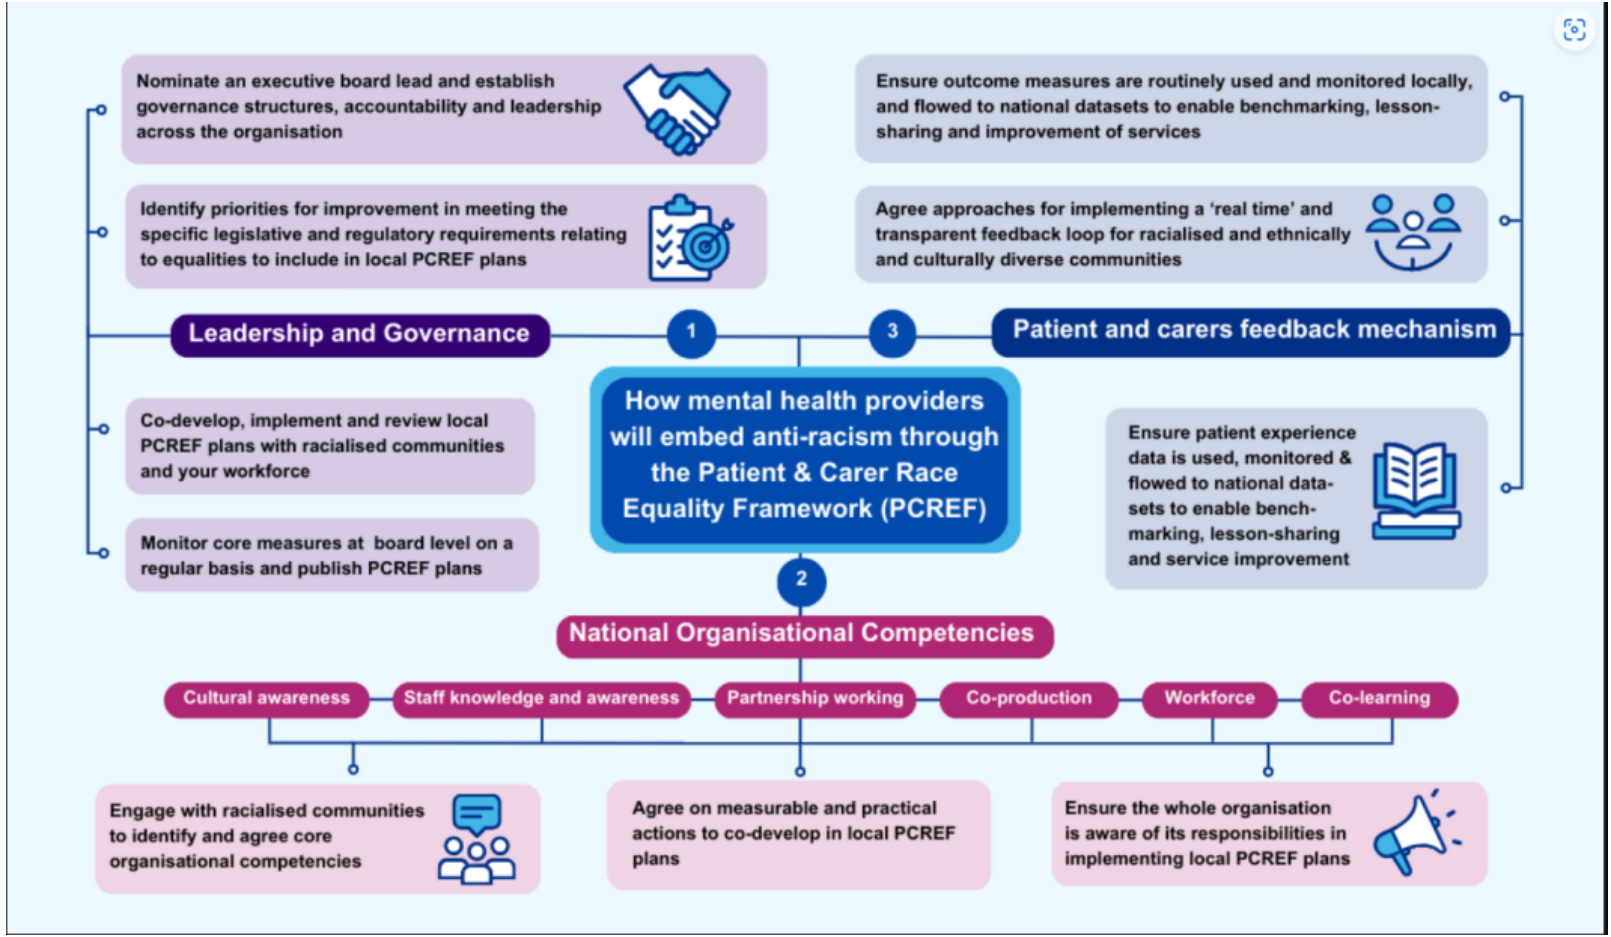 Nominate an executive board lead and establish
governance structures, accountability and leadership
across the organisation
Identify priorities for improvement in meeting the
specific legislative and regulatory requirements relating
to equalities to include in local PCREF plans
Leadership and Governance
1
Co-develop, implement and review local
PCREF plans with racialised communities
and your workforce
Monitor core measures at board level on a
regular basis and publish PCREF plans
Ensure outcome measures are routinely used and monitored locally,
and flowed to national datasets to enable benchmarking, lesson-
sharing and improvement of services
Agree approaches for implementing a ‘real time’ and
transparent feedback loop for racialised and ethnically
and culturally diverse communities
3
Patient and carers feedback mechanism
Ensure patient experience
data is used, monitored &
flowed to national data-
sets to enable bench-
marking, lesson-sharing
and service improvement
How mental health providers
will embed anti-racism through
the Patient & Carer Race
Equality Framework (PCREF)
2
National Organisational Competencies
Cultural awareness
Staff knowledge and awareness
Partnership working
Co-production
Workforce
Co-learning
Engage with racialised communities
to identify and agree core
organisational competencies
Agree on measurable and practical
actions to co-develop in local PCREF
plans
Ensure the whole organisation
is aware of its responsibilities in
implementing local PCREF plans